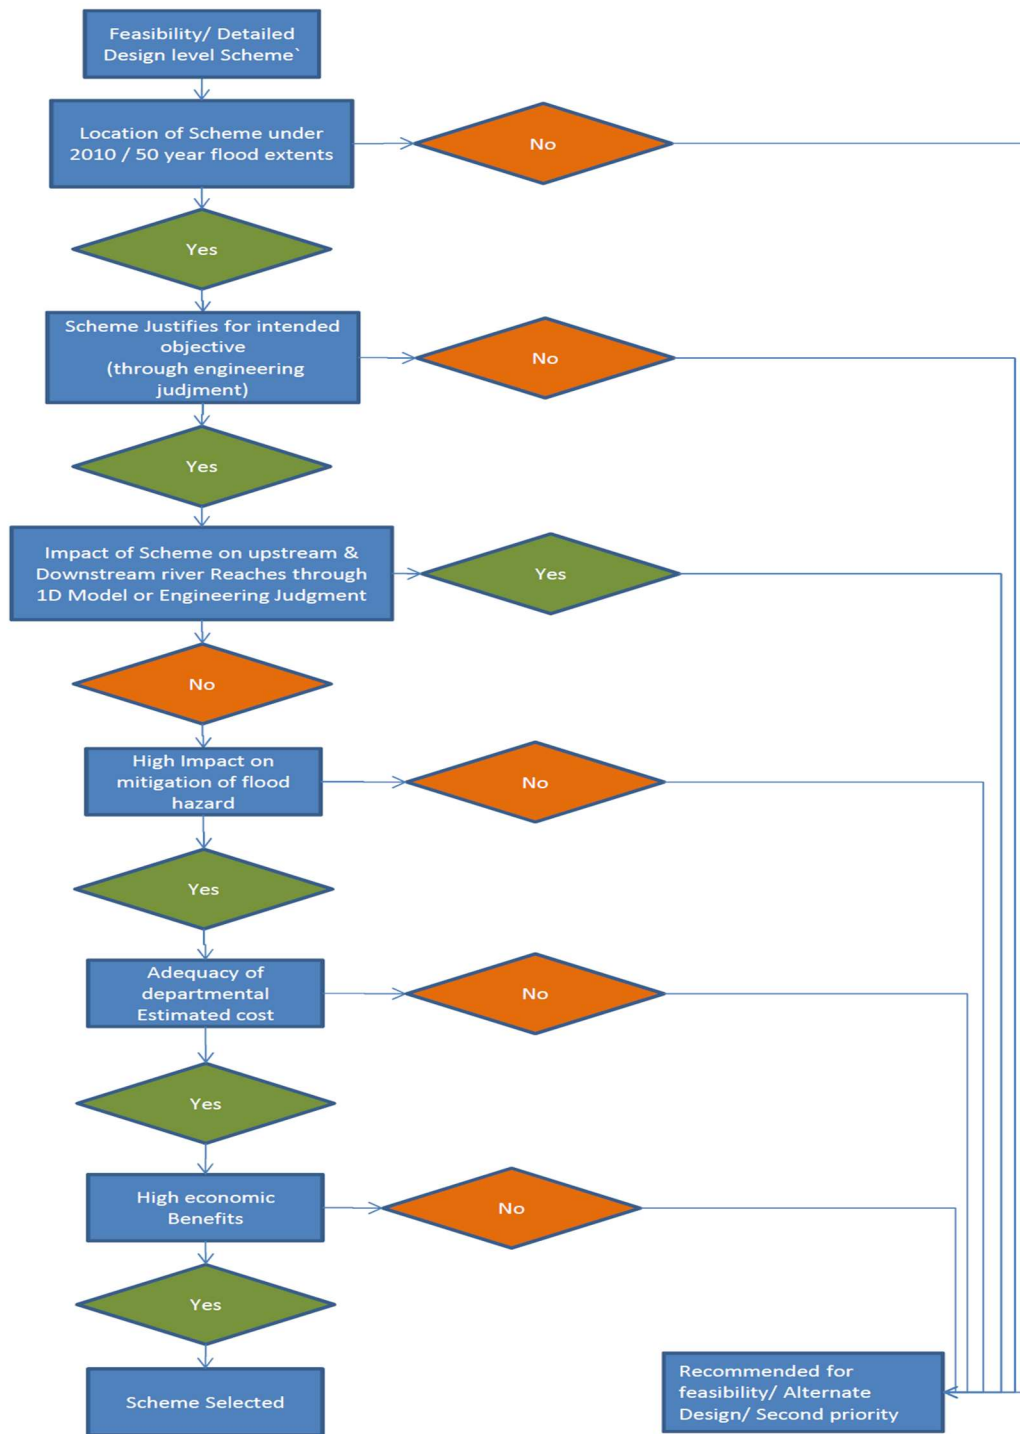 Feasibility/ Detailed
Design level Scheme`
Location of Scheme under
2010 / 50 year flood extents
No
Yes
Scheme Justifies for intended
objective
(through engineering
judjment)
No
Yes
Impact of Scheme on upstream &
Downstream river Reaches through
1D Model or Engineering Judgment
Yes
No
High Impact on
mitigation of flood
hazard
No
Yes
Adequacy of
departmental
Estimated cost
No
Yes
High economic
Benefits
No
Yes
Scheme Selected
Recommended for
feasibility/ Alternate
Design/ Second priority